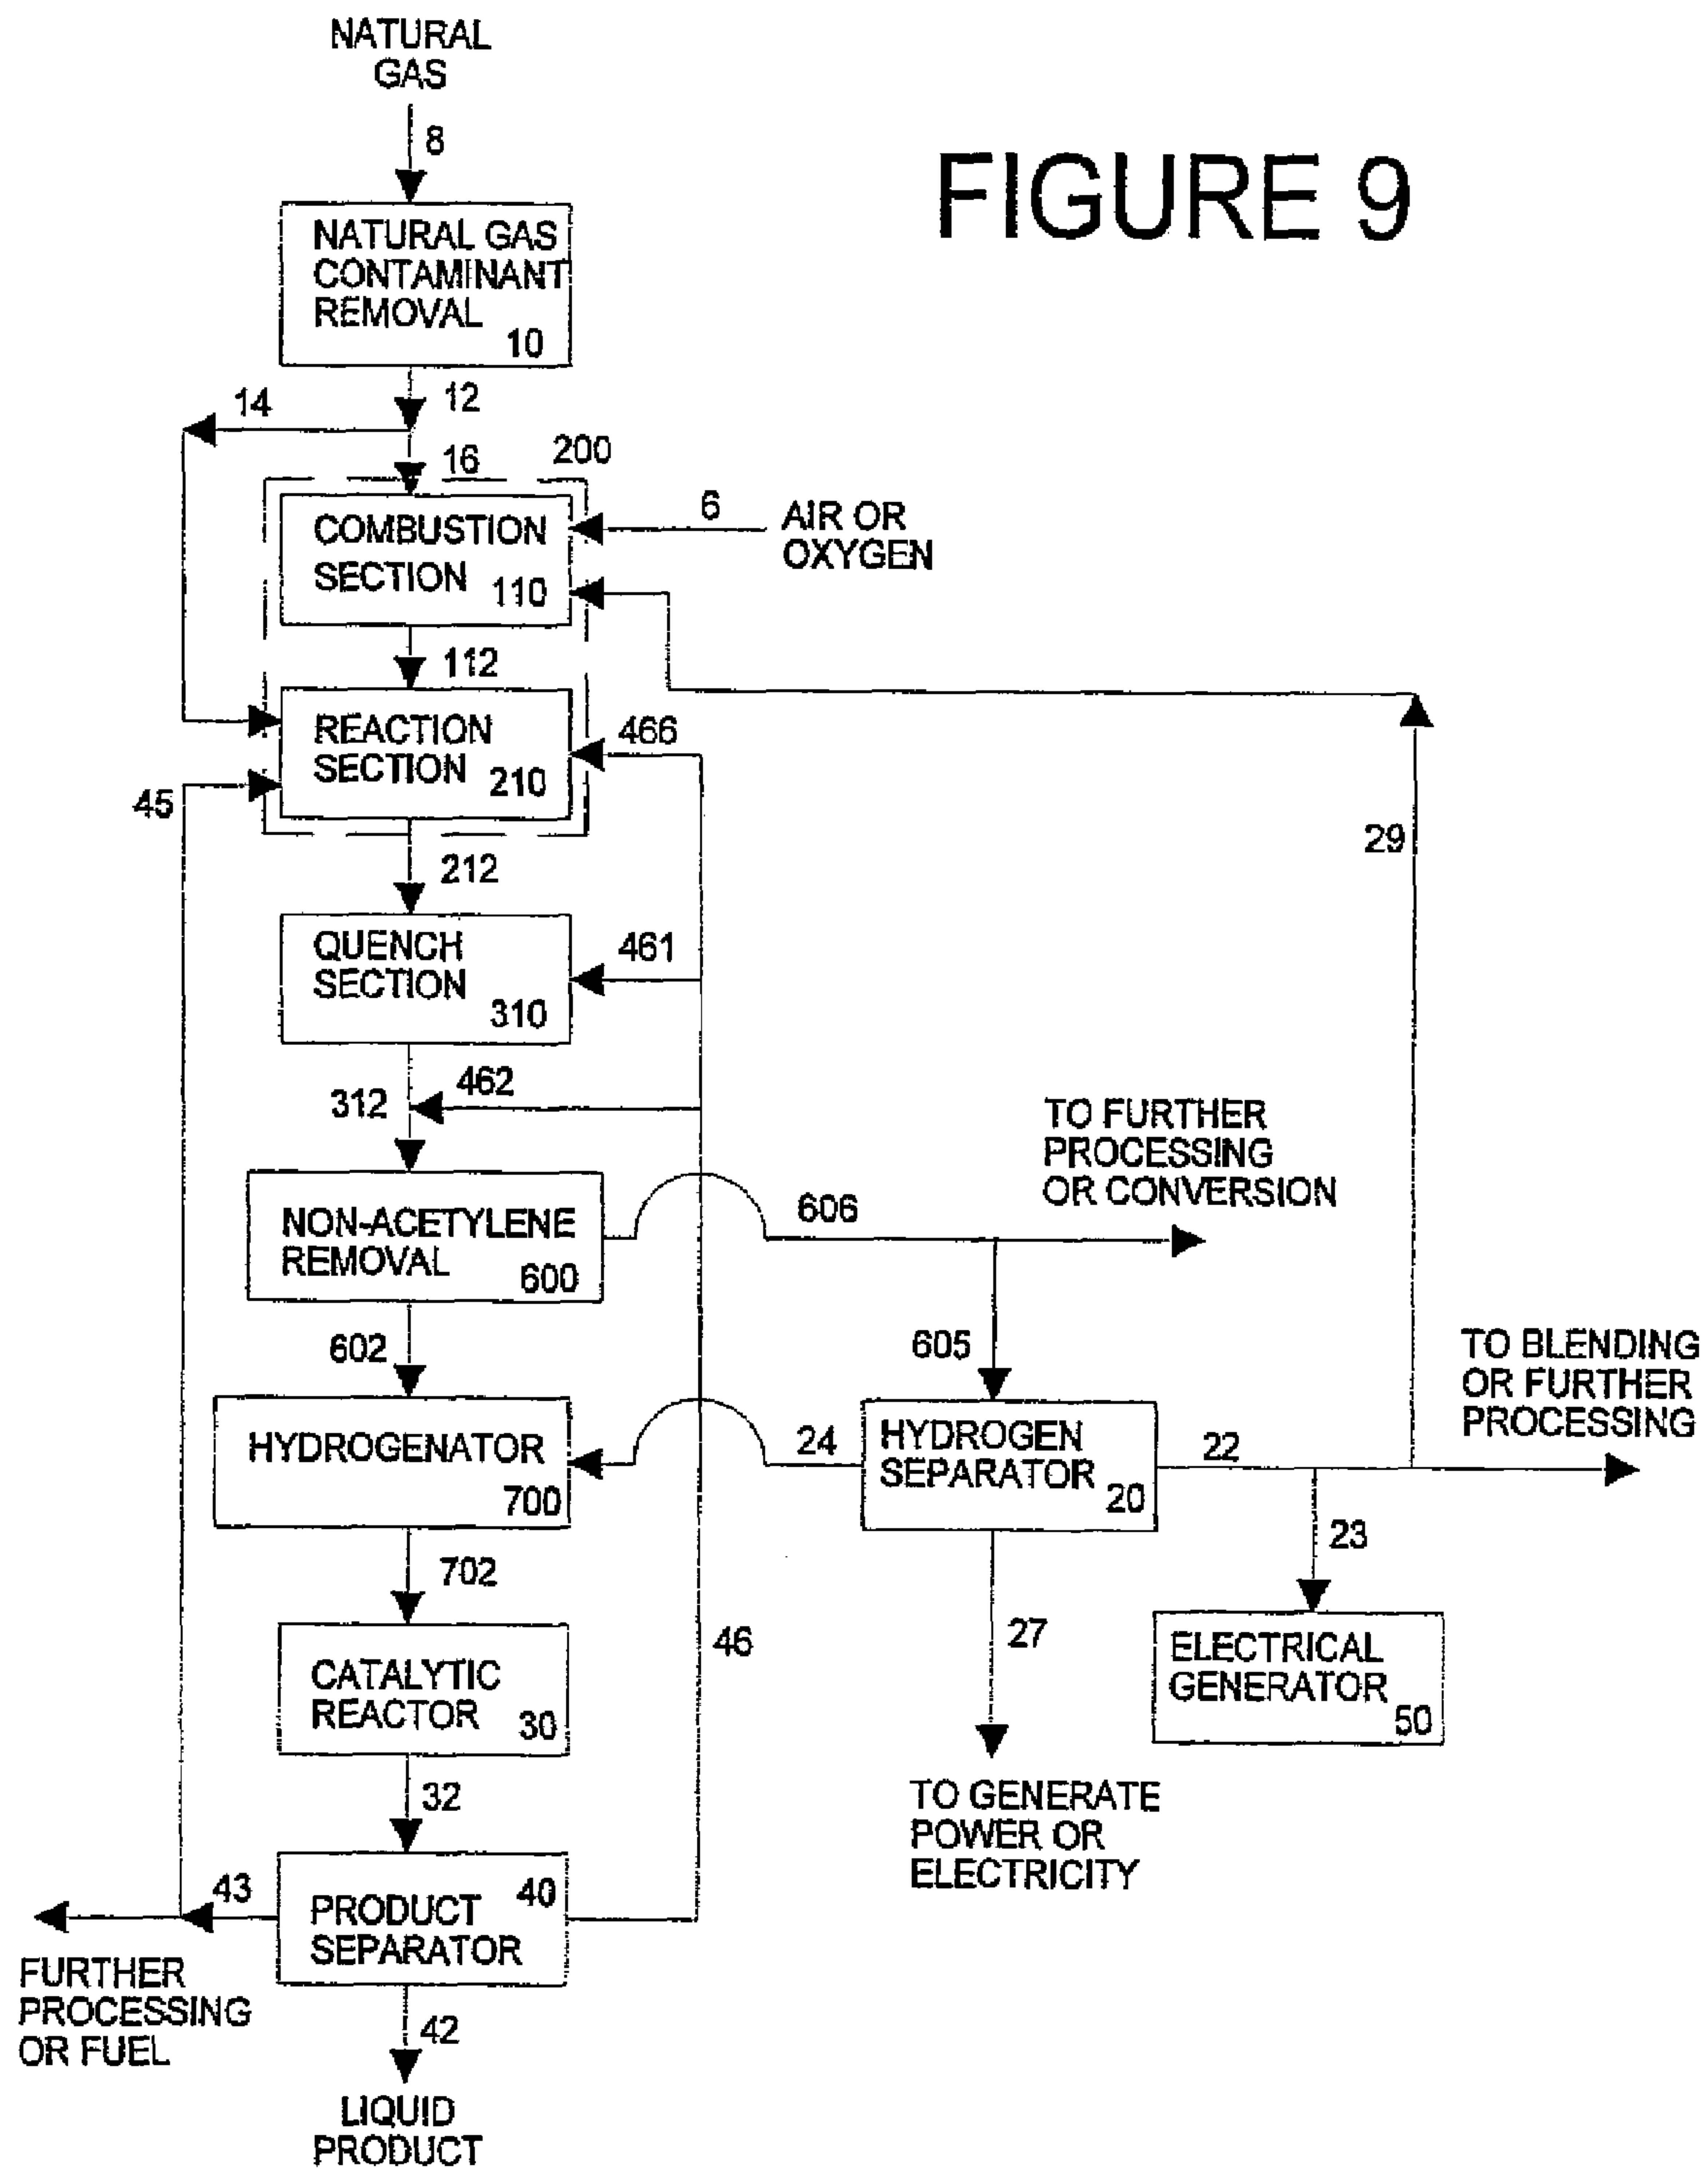 NATURAL
GAS
8
FIGURE 9
NATURAL GAS
CONTAMINANT
REMOVAL
10
14
12
16
200
COMBUSTION
SECTION
110
6
AIR OR
OXYGEN
112
REACTION
SECTION
210
466
45
29
212
QUENCH
SECTION
310
461
462
312
TO FURTHER
PROCESSING
OR CONVERSION
NON-ACETYLENE
REMOVAL
600
606
602
605
TO BLENDING
OR FURTHER
PROCESSING
HYDROGENATOR
700
24
HYDROGEN
SEPARATOR
20
22
23
702
27
46
CATALYTIC
REACTOR
30
ELECTRICAL
GENERATOR
50
32
TO GENERATE
POWER OR
ELECTRICITY
43
40
PRODUCT
SEPARATOR
FURTHER
PROCESSING
OR FUEL
42
LIQUID
PRODUCT